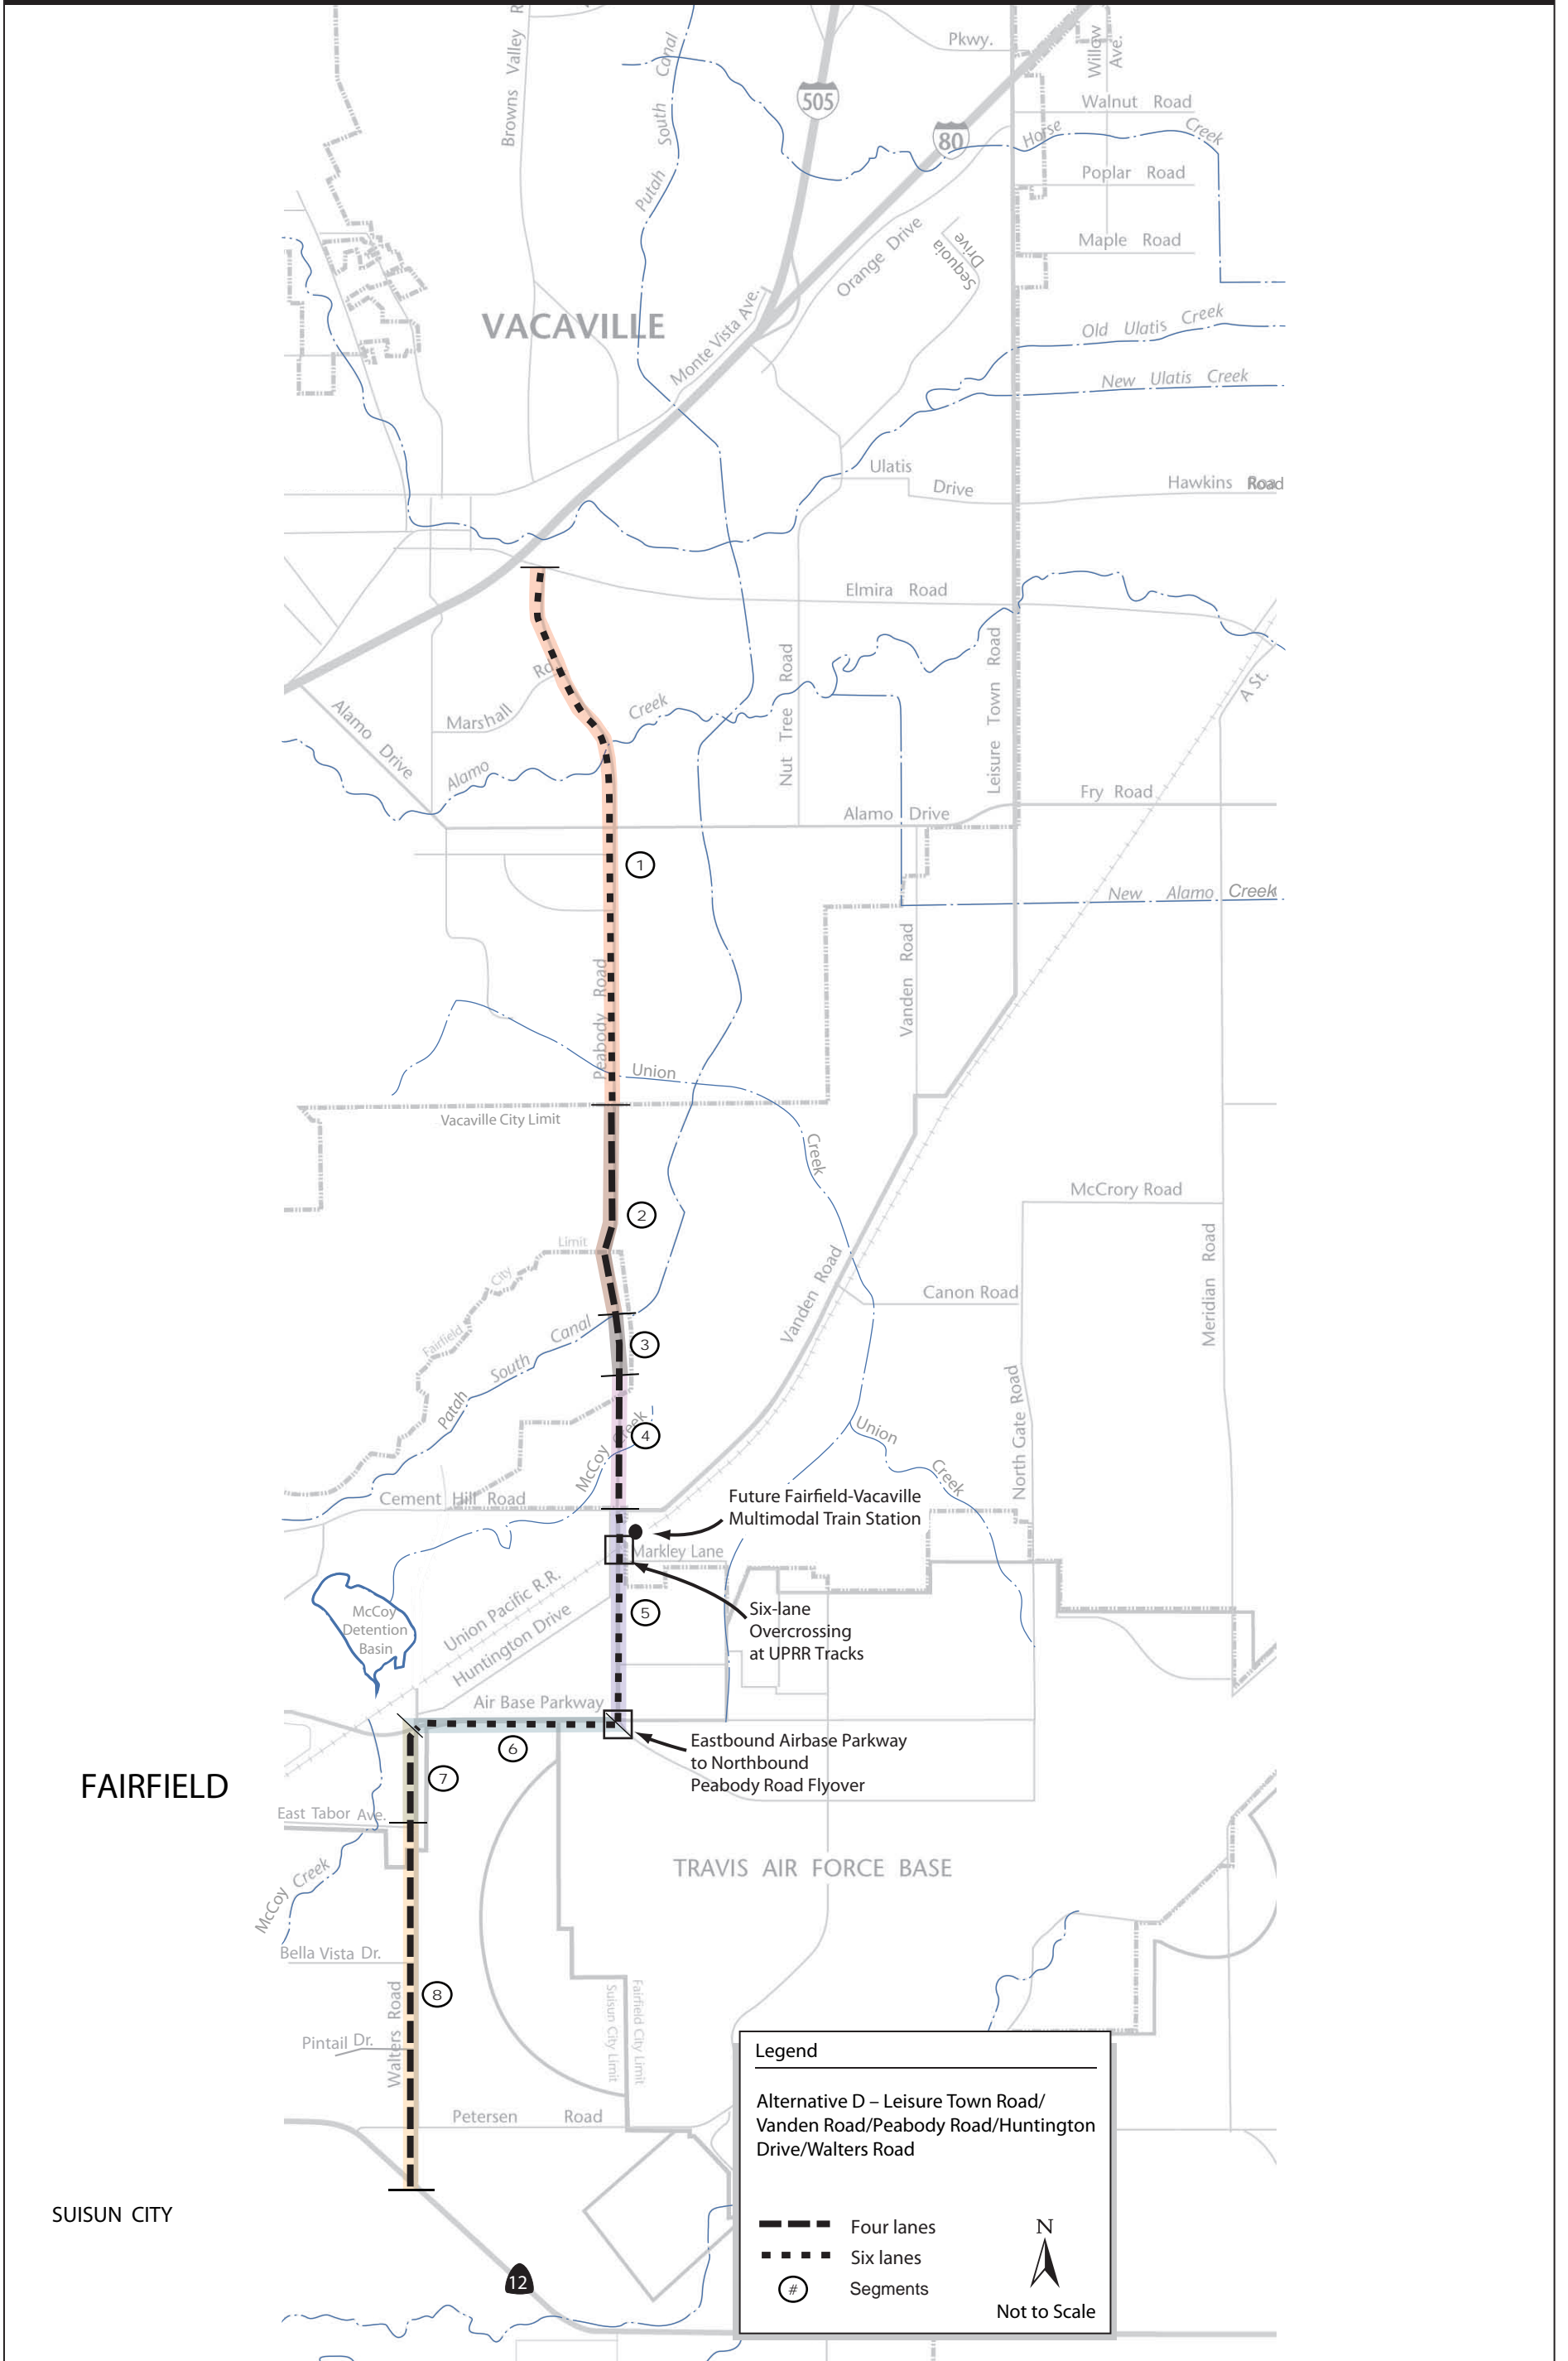 Browns Valley R
Putah South Canal
505
80
Pkwy.
Willow
Ave.
Walnut Road
Horse Creek
Poplar Road
Maple Road
Orange Drive
Sequoia
Drive
VACAVILLE
Monte Vista Ave.
Old Ulatis Creek
New Ulatis Creek
Ulatis
Drive
Hawkins Road
Elmira Road
Nut Tree Road
Leisure Town Road
A St.
Rd
Marshall
Alamo Drive
Alamo Creek
Alamo Drive
Fry Road
1
New Alamo Creek
Vanden Road
Peabody Road
Union
Creek
Vacaville City Limit
McCrory Road
2
Fairfield City Limit
Meridian Road
Vanden Road
Canon Road
Patah South Canal
3
North Gate Road
4
McCoy Creek
Union
Creek
Cement Hill Road
Future Fairfield-Vacaville
Multimodal Train Station
Markley Lane
McCoy
Detention
Basin
Union Pacific R.R.
Huntington Drive
5
Six-lane
Overcrossing
at UPRR Tracks
Air Base Parkway
6
Eastbound Airbase Parkway
to Northbound
Peabody Road Flyover
FAIRFIELD
7
East Tabor Ave.
McCoy Creek
TRAVIS AIR FORCE BASE
Bella Vista Dr.
8
Walters Road
Pintail Dr.
Suisun City Limit
Fairfield City Limit
Petersen Road
SUISUN CITY
12
Legend
Alternative D – Leisure Town Road/
Vanden Road/Peabody Road/Huntington
Drive/Walters Road
Four lanes
Six lanes
# Segments
N
Not to Scale